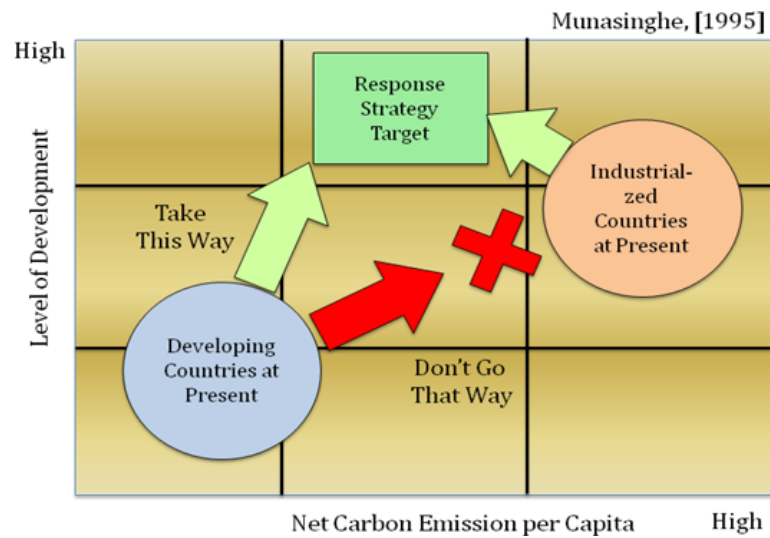 Munasinghe, [1995]
High
Level of Development
Response
Strategy
Target
Industrial-
zed
Countries
at Present
Take
This Way
Developing
Countries at
Present
Don't Go
That Way
Net Carbon Emission per Capita
High